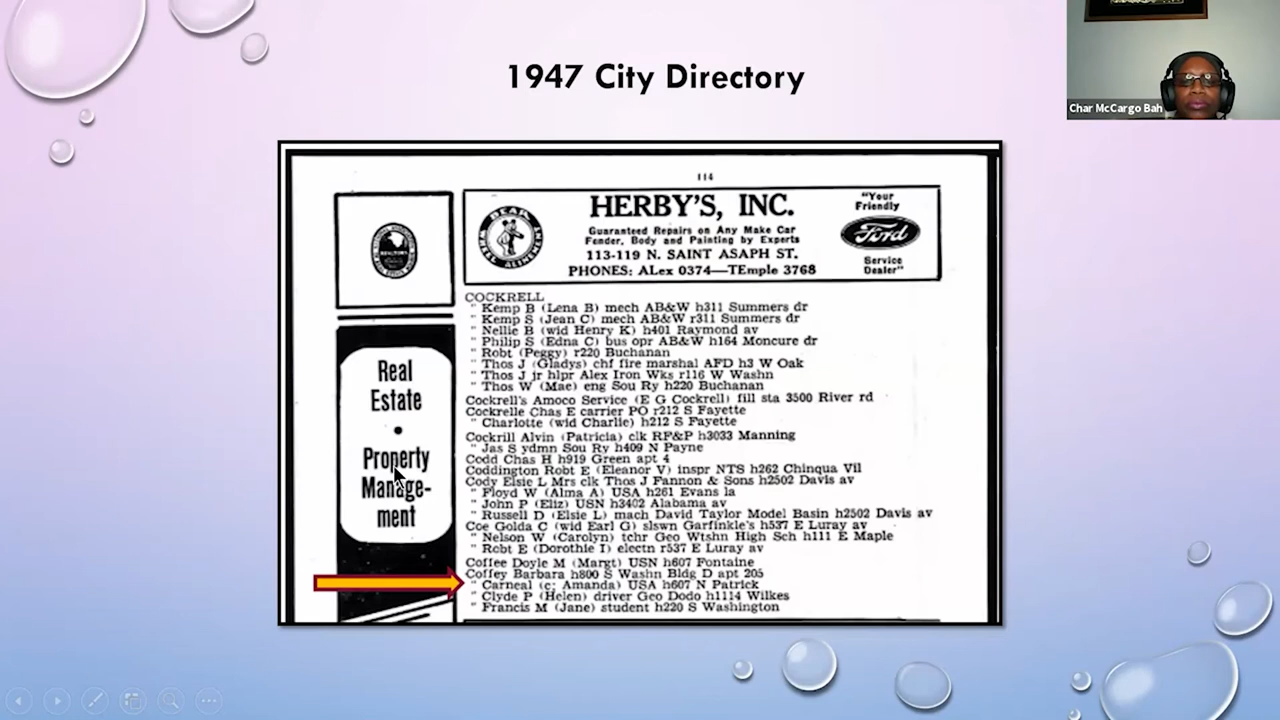 1947 City Directory
Char McCargo Bah
114
HERBY'S, INC.
Guaranteed Repairs on Any Make Car
Fender, Body and Painting by Experts
113-119 N. SAINT ASAPH ST.
PHONES: ALex 0374—TEmple 3768
BEAR
"Your
Friendly
Ford
Service
Dealer"
Real
Estate
•
Property
Manage-
ment
COCKRELL
" Kemp B (Lena B) mech AB&W h311 Summers dr
" Kemp S (Jean C) mech AB&W r311 Summers dr
" Nellie B (wid Henry K) h401 Raymond av
" Philip S (Edna C) bus opr AB&W h164 Moncure dr
" Robt (Peggy) r220 Buchanan
" Thos J (Gladys) chf fire marshal AFD h3 W Oak
" Thos J jr hlpr Alex Iron Wks r116 W Washn
" Thos W (Mae) eng Sou Ry h220 Buchanan
Cockrell's Amoco Service (E G Cockrell) fill sta 3500 River rd
Cockrelle Chas E carrier PO r212 S Fayette
" Charlotte (wid Charlie) h212 S Fayette
Cockrill Alvin (Patricia) clk RF&P h3033 Manning
" Jas S ydmn Sou Ry h409 N Payne
Codd Chas H h919 Green apt 4
Coddington Robt E (Eleanor V) inspr NTS h262 Chinqua Vil
Cody Elsie L Mrs clk Thos J Fannon & Sons h2502 Davis av
" Floyd W (Alma A) USA h261 Evans la
" John P (Eliz) USN h3402 Alabama av
" Russell D (Elsie L) mach David Taylor Model Basin h2502 Davis av
Coe Golda C (wid Earl G) slswn Garfinkle's h537 E Luray av
" Nelson W (Carolyn) tchr Geo Wtshn High Sch h111 E Maple
" Robt E (Dorothie I) electn r537 E Luray av
Coffee Doyle M (Margt) USN h607 Fontaine
Coffey Barbara h800 S Washn Bldg D apt 205
" Carneal (c; Amanda) USA h607 N Patrick
" Clyde P (Helen) driver Geo Dodo h1114 Wilkes
" Francis M (Jane) student h220 S Washington